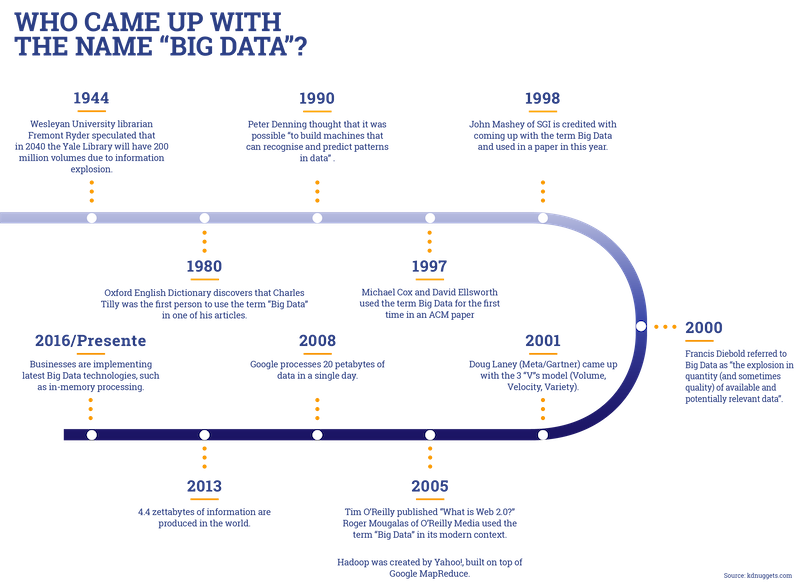 WHO CAME UP WITH
THE NAME “BIG DATA”?
1944
Wesleyan University librarian
Fremont Ryder speculated that
in 2040 the Yale Library will have 200
million volumes due to information
explosion.
1990
Peter Denning thought that it was
possible “to build machines that
can recognise and predict patterns
in data” .
1998
John Mashey of SGI is credited with
coming up with the term Big Data
and used in a paper in this year.
1980
Oxford English Dictionary discovers that Charles
Tilly was the first person to use the term “Big Data”
in one of his articles.
1997
Michael Cox and David Ellsworth
used the term Big Data for the first
time in an ACM paper
2000
Francis Diebold referred to
Big Data as “the explosion in
quantity (and sometimes
quality) of available and
potentially relevant data”.
2016/Presente
Businesses are implementing
latest Big Data technologies, such
as in-memory processing.
2008
Google processes 20 petabytes of
data in a single day.
2001
Doug Laney (Meta/Gartner) came up
with the 3 “V”s model (Volume,
Velocity, Variety).
2013
4.4 zettabytes of information are
produced in the world.
2005
Tim O’Reilly published “What is Web 2.0?”
Roger Mougalas of O’Reilly Media used the
term “Big Data” in its modern context.
Hadoop was created by Yahoo!, built on top of
Google MapReduce.
Source: kdnuggets.com